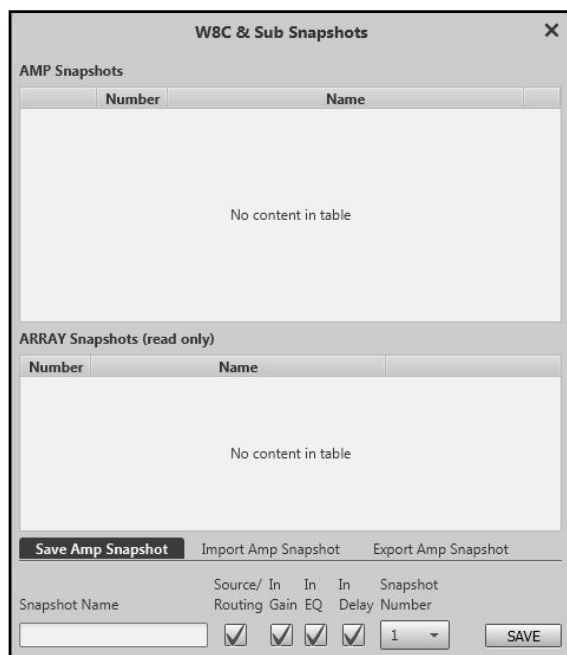 W8C & Sub Snapshots
AMP Snapshots
Number Name
No content in table
ARRAY Snapshots (read only)
Number Name
No content in table
Save Amp Snapshot Import Amp Snapshot Export Amp Snapshot
Source/ In In In Snapshot
Snapshot Name Routing Gain EQ Delay Number
1 SAVE